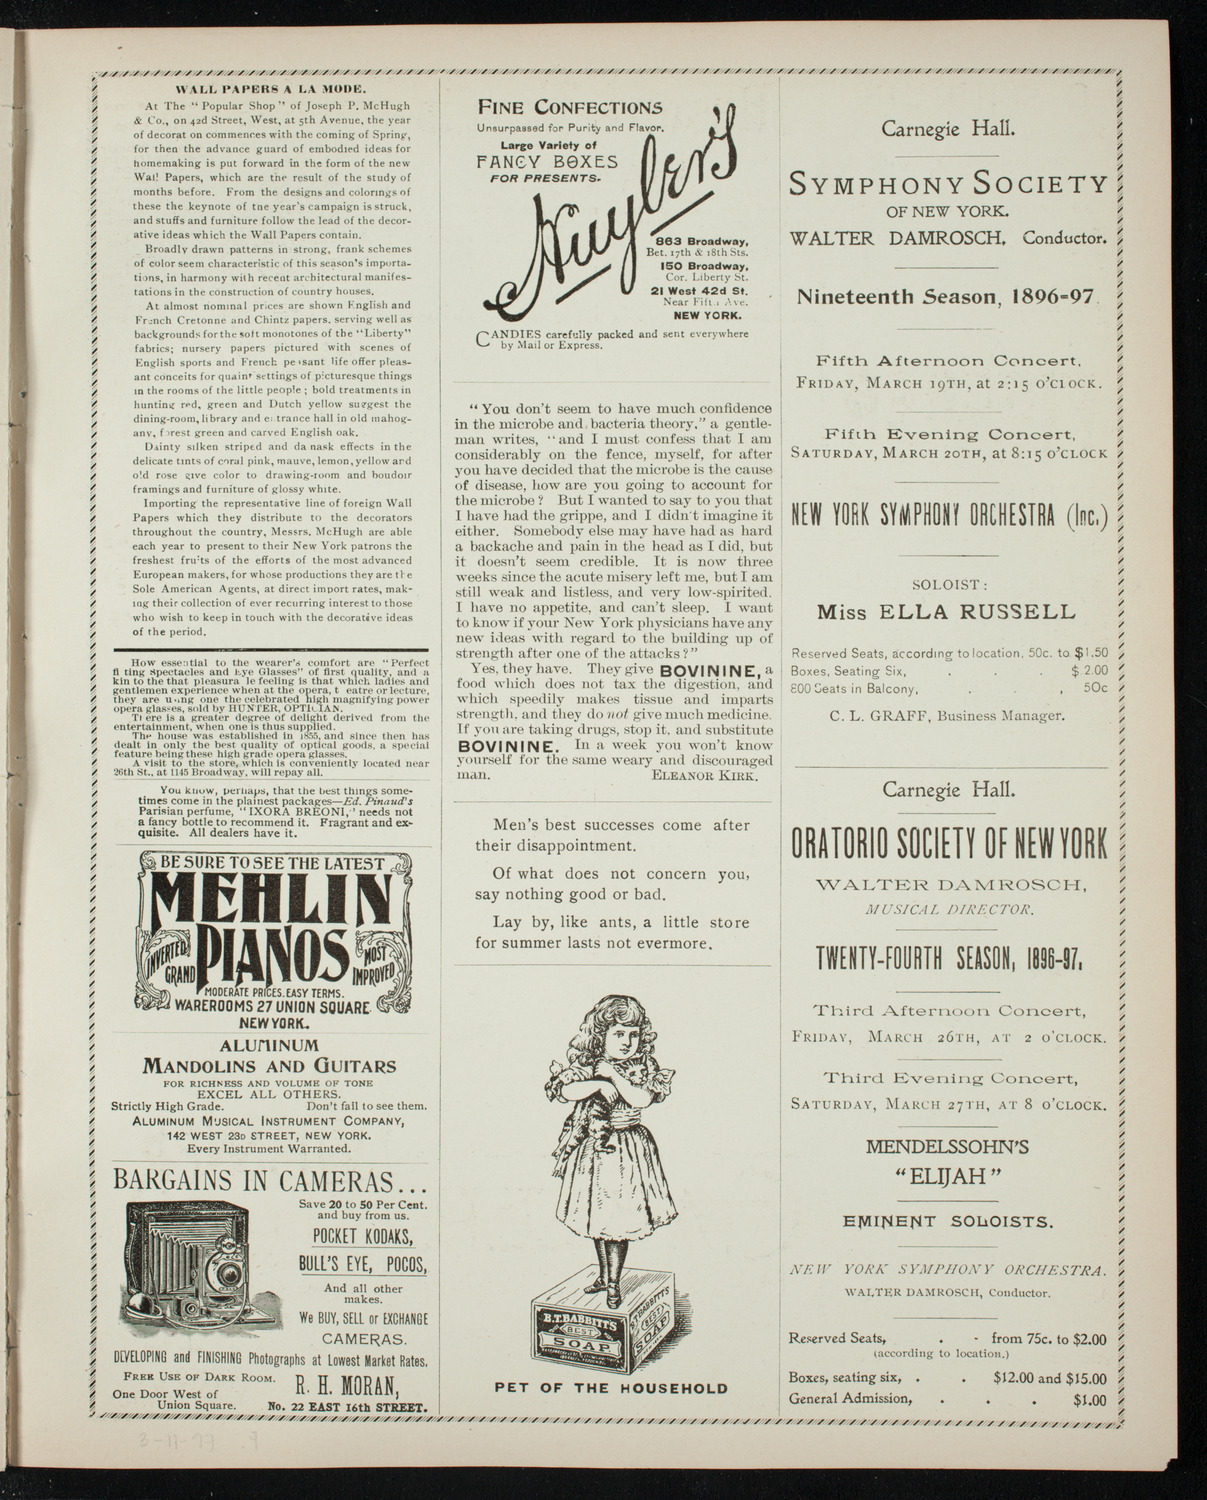 WALL PAPERS A LA MODE.
At The "Popular Shop" of Joseph P. McHugh
& Co., on 42d Street, West, at 5th Avenue, the year
of decorat on commences with the coming of Spring,
for then the advance guard of embodied ideas for
homemaking is put forward in the form of the new
Wall Papers, which are the result of the study of
months before. From the designs and colorings of
these the keynote of the year's campaign is struck,
and stuffs and furniture follow the lead of the decor-
ative ideas which the Wall Papers contain.
Broadly drawn patterns in strong, frank schemes
of color seem characteristic of this season's importa-
tions, in harmony with recent architectural manifes-
tations in the construction of country houses.
At almost nominal prices are shown English and
French Cretonne and Chintz papers, serving well as
backgrounds for the soft monotones of the "Liberty"
fabrics; nursery papers pictured with scenes of
English sports and French peasant life offer pleas-
ant conceits for quaint settings of picturesque things
in the rooms of the little people; bold treatments in
hunting red, green and Dutch yellow suggest the
dining-room, library and entrance hall in old mahog-
any, forest green and carved English oak.
Dainty silken striped and damask effects in the
delicate tints of coral pink, mauve, lemon, yellow and
old rose give color to drawing-room and boudoir
framings and furniture of glossy white.
Importing the representative line of foreign Wall
Papers which they distribute to the decorators
throughout the country, Messrs. McHugh are able
each year to present to their New York patrons the
freshest fruits of the efforts of the most advanced
European makers, for whose productions they are the
Sole American Agents, at direct import rates, mak-
ing their collection of ever recurring interest to those
who wish to keep in touch with the decorative ideas
of the period.
How essential to the wearer's comfort are "Perfect
fitting Spectacles and Eye Glasses" of first quality, and a
kin to the that pleasurable feeling is that which ladies and
gentlemen experience when at the opera, theatre or lecture,
they are using one the celebrated high magnifying power
opera glasses, sold by HUNTER, OPTICIAN.
There is a greater degree of delight derived from the
entertainment, when one is thus supplied.
The house was established in 1855, and since then has
dealt in only the best quality of optical goods, a special
feature being these high grade opera glasses.
A visit to the store, which is conveniently located near
26th St., at 1145 Broadway, will repay all.
You know, perhaps, that the best things some-
times come in the plainest packages—Ed. Pinaud's
Parisian perfume, "IXORA BREONI," needs not
a fancy bottle to recommend it. Fragrant and ex-
quisite. All dealers have it.
BE SURE TO SEE THE LATEST
MEHLIN
PIANOS
INVERTED GRAND
MOST IMPROVED
MODERATE PRICES. EASY TERMS.
WAREROOMS 27 UNION SQUARE
NEW YORK.
ALUMINUM
MANDOLINS AND GUITARS
FOR RICHNESS AND VOLUME OF TONE
EXCEL ALL OTHERS.
Strictly High Grade. Don't fail to see them.
ALUMINUM MUSICAL INSTRUMENT COMPANY,
142 WEST 23D STREET, NEW YORK.
Every Instrument Warranted.
BARGAINS IN CAMERAS...
Save 20 to 50 Per Cent.
and buy from us.
POCKET KODAKS,
BULL'S EYE, POCOS,
And all other
makes.
We BUY, SELL or EXCHANGE
CAMERAS.
DEVELOPING and FINISHING Photographs at Lowest Market Rates.
FREE USE OF DARK ROOM.
One Door West of
Union Square.
R. H. MORAN,
No. 22 EAST 16th STREET.
FINE CONFECTIONS
Unsurpassed for Purity and Flavor.
Large Variety of
FANCY BOXES
FOR PRESENTS.
Huyler's
863 Broadway,
Bet. 17th & 18th Sts.
150 Broadway,
Cor. Liberty St.
21 West 42d St.
Near Fifth Ave.
NEW YORK.
CANDIES carefully packed and sent everywhere
by Mail or Express.
"You don't seem to have much confidence
in the microbe and bacteria theory," a gentle-
man writes, "and I must confess that I am
considerably on the fence, myself, for after
you have decided that the microbe is the cause
of disease, how are you going to account for
the microbe? But I wanted to say to you that
I have had the grippe, and I didn't imagine it
either. Somebody else may have had as hard
a backache and pain in the head as I did, but
it doesn't seem credible. It is now three
weeks since the acute misery left me, but I am
still weak and listless, and very low-spirited.
I have no appetite, and can't sleep. I want
to know if your New York physicians have any
new ideas with regard to the building up of
strength after one of the attacks?"
Yes, they have. They give BOVININE, a
food which does not tax the digestion, and
which speedily makes tissue and imparts
strength, and they do not give much medicine.
If you are taking drugs, stop it, and substitute
BOVININE. In a week you won't know
yourself for the same weary and discouraged
man. ELEANOR KIRK.
Men's best successes come after
their disappointment.
Of what does not concern you,
say nothing good or bad.
Lay by, like ants, a little store
for summer lasts not evermore.
B.T. BABBITT'S
BEST
SOAP
B.T. BABBITT'S
BEST
SOAP
PET OF THE HOUSEHOLD
Carnegie Hall.
SYMPHONY SOCIETY
OF NEW YORK.
WALTER DAMROSCH, Conductor.
Nineteenth Season, 1896-97.
Fifth Afternoon Concert,
FRIDAY, MARCH 19TH, at 2:15 O'CLOCK.
Fifth Evening Concert,
SATURDAY, MARCH 20TH, at 8:15 O'CLOCK
NEW YORK SYMPHONY ORCHESTRA (Inc.)
SOLOIST:
Miss ELLA RUSSELL
Reserved Seats, according to location, 50c. to $1.50
Boxes, Seating Six, . . . $ 2.00
800 Seats in Balcony, . . , 50c
C. L. GRAFF, Business Manager.
Carnegie Hall.
ORATORIO SOCIETY OF NEW YORK
WALTER DAMROSCH,
MUSICAL DIRECTOR.
TWENTY-FOURTH SEASON, 1896-97,
Third Afternoon Concert,
FRIDAY, MARCH 26TH, AT 2 O'CLOCK.
Third Evening Concert,
SATURDAY, MARCH 27TH, AT 8 O'CLOCK.
MENDELSSOHN'S
"ELIJAH"
EMINENT SOLOISTS.
NEW YORK SYMPHONY ORCHESTRA.
WALTER DAMROSCH, Conductor.
Reserved Seats, . - from 75c. to $2.00
(according to location.)
Boxes, seating six, . . $12.00 and $15.00
General Admission, . . . $1.00
3-11-97 .9